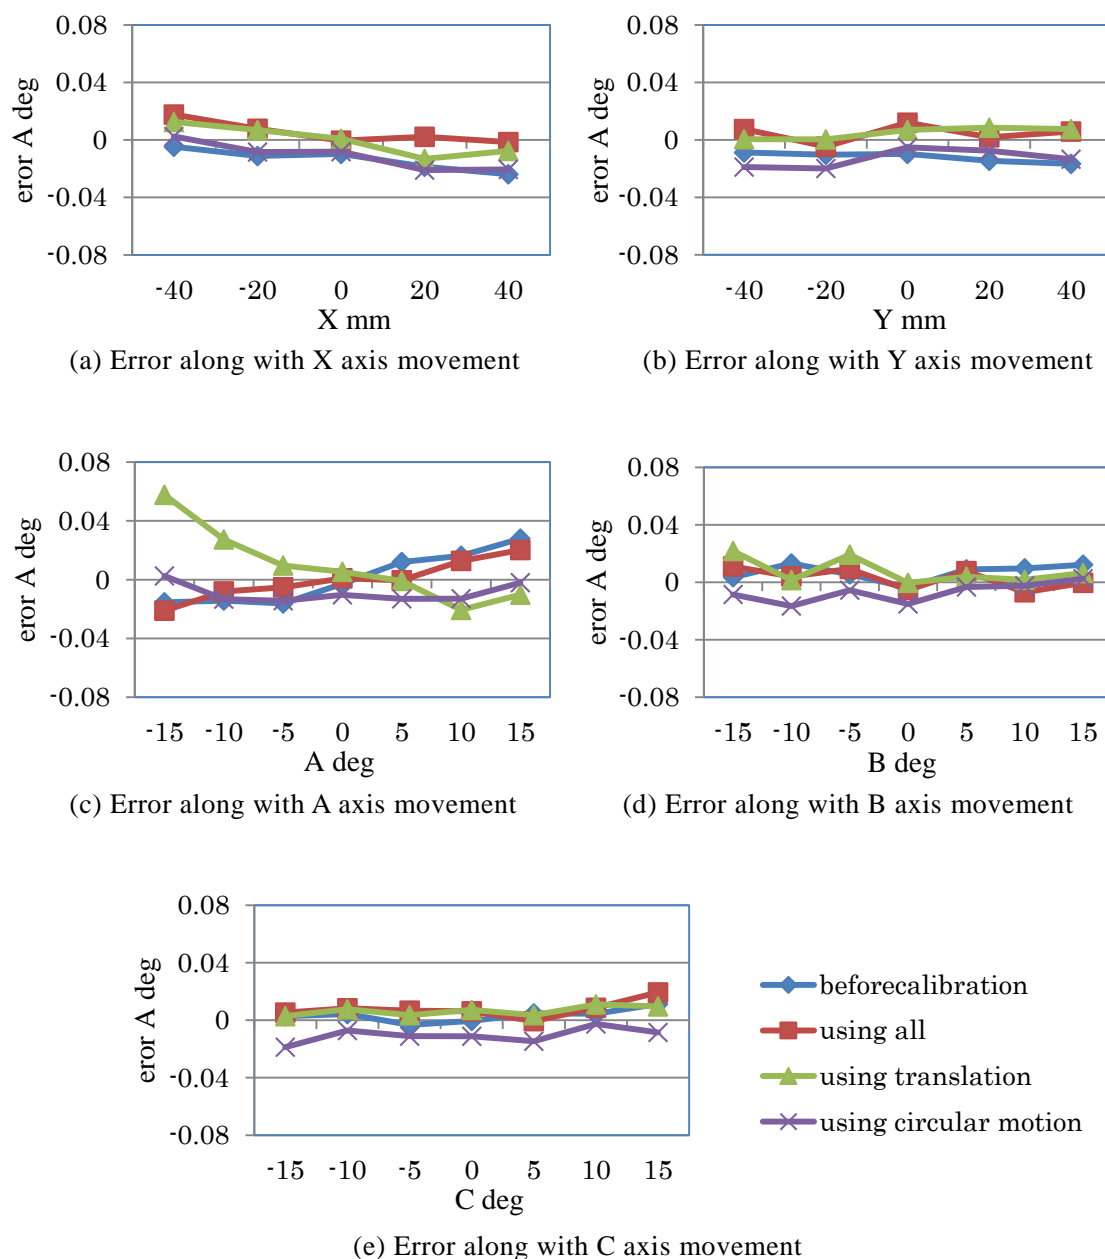 0.08
0.04
0
-0.04
-0.08
eror A deg
-40 -20 0 20 40
X mm
(a) Error along with X axis movement
0.08
0.04
0
-0.04
-0.08
eror A deg
-40 -20 0 20 40
Y mm
(b) Error along with Y axis movement
0.08
0.04
0
-0.04
-0.08
eror A deg
-15 -10 -5 0 5 10 15
A deg
(c) Error along with A axis movement
0.08
0.04
0
-0.04
-0.08
eror A deg
-15 -10 -5 0 5 10 15
B deg
(d) Error along with B axis movement
0.08
0.04
0
-0.04
-0.08
eror A deg
-15 -10 -5 0 5 10 15
C deg
beforecalibration
using all
using translation
using circular motion
(e) Error along with C axis movement